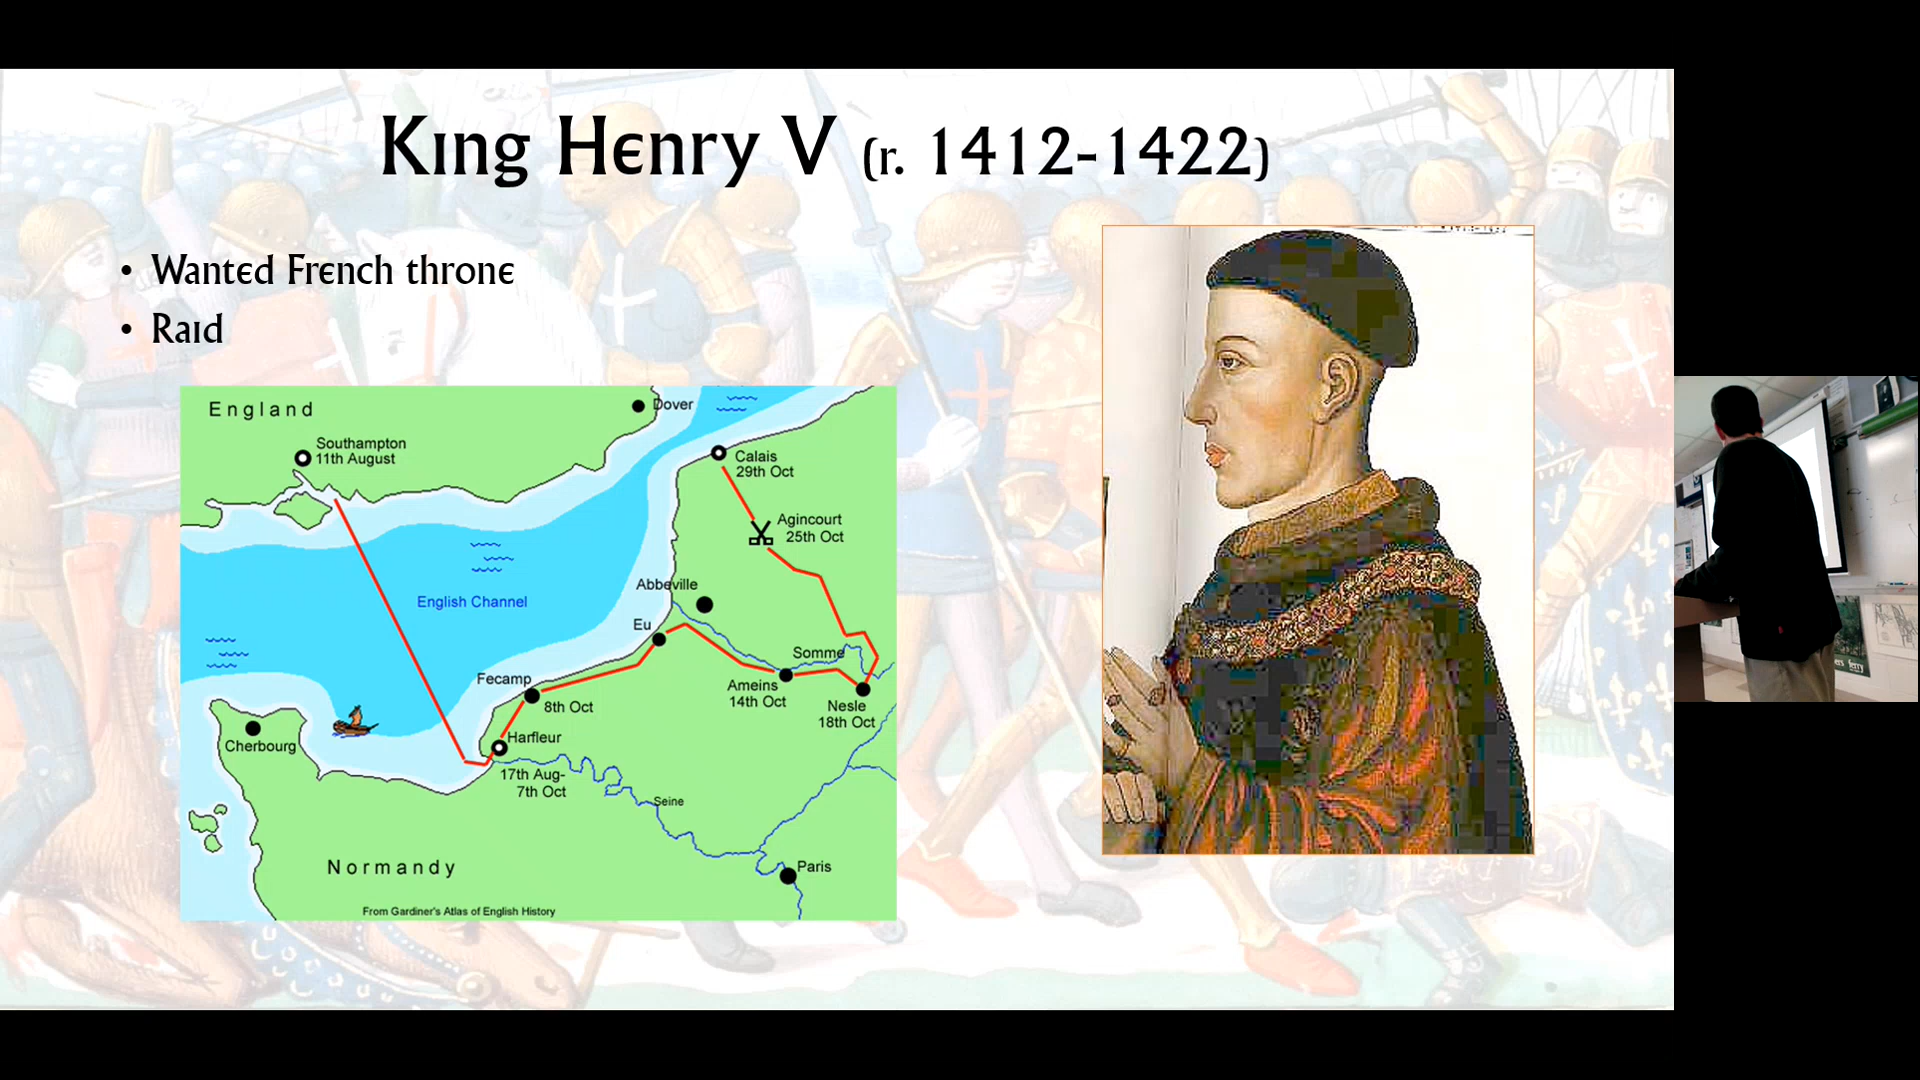 King Henry V (r. 1412-1422)
• Wanted French throne
• Raid
England
Dover
Southampton
11th August
Calais
29th Oct
Agincourt
25th Oct
English Channel
Abbeville
Eu
Somme
Fecamp
8th Oct
Ameins
14th Oct
Nesle
18th Oct
Cherbourg
Harfleur
17th Aug-
7th Oct
Seine
Paris
Normandy
From Gardiner's Atlas of English History